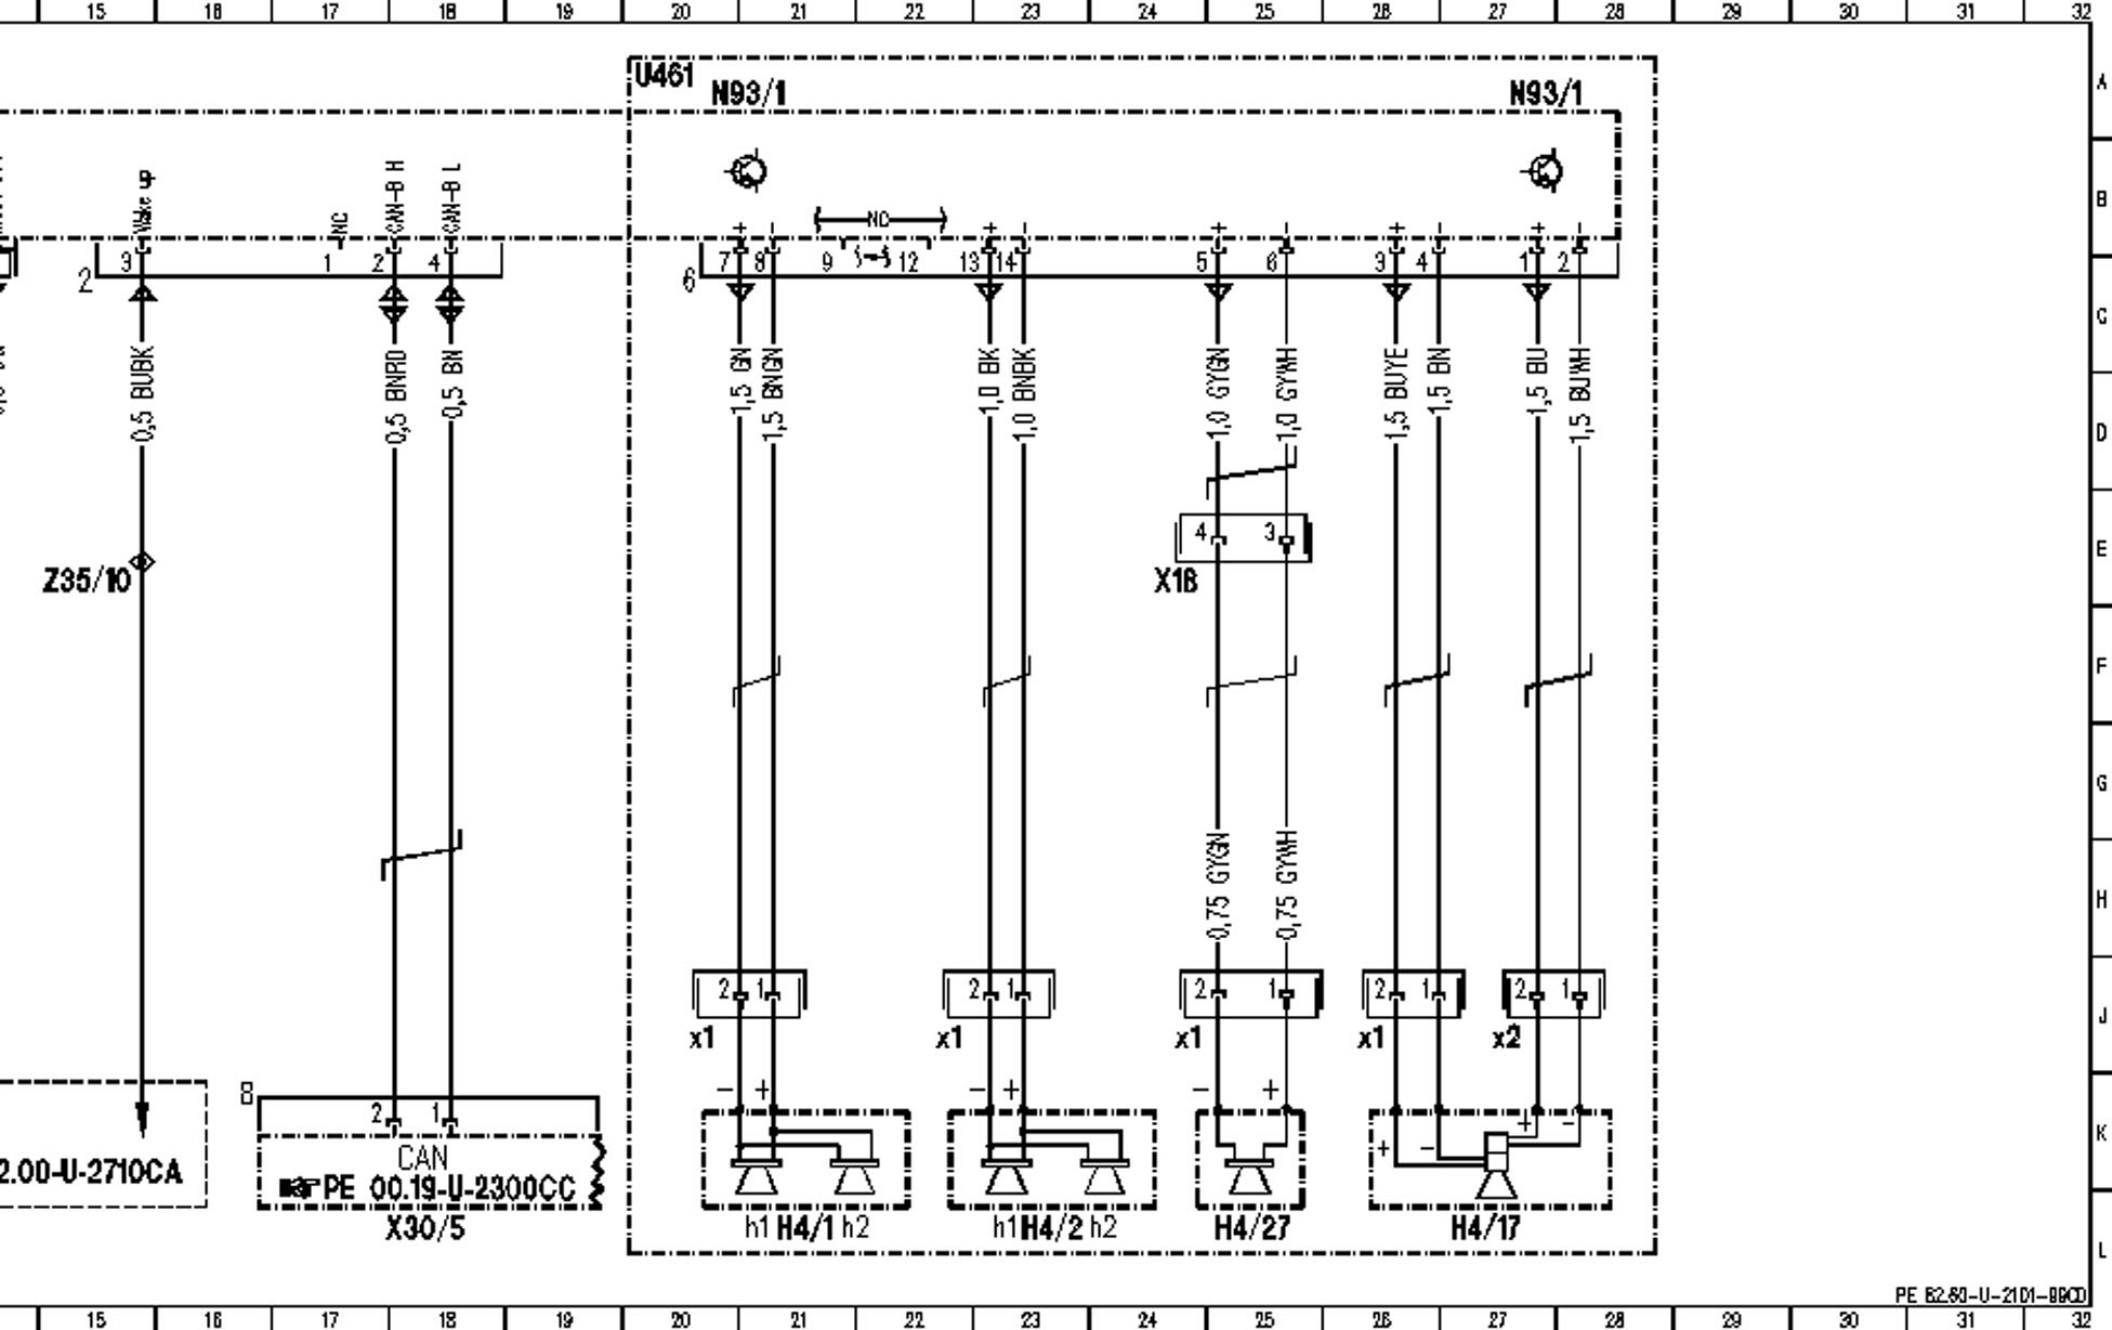 15 16 17 18 19 20 21 22 23 24 25 26 27 28 29 30 31 32
A
U461
N93/1 N93/1
Wake up
NC
CAN-B H
CAN-B L
NC
B
+ + + + +
2 3 1 2 4
6 7 8 9 12 13 14 5 6 3 4 1 2
C
0,5 BUBK
0,5 BNRD
0,5 BN
1,5 GN
1,5 BNGN
1,0 BK
1,0 BNBK
1,0 GYGN
1,0 GYWH
1,5 BUYE
1,5 BN
1,5 BU
1,5 BUWH
D
4 3
E
Z35/10
X18
F
G
0,75 GYGN
0,75 GYWH
H
2 1 2 1 2 1 2 1 2 1
J
x1 x1 x1 x1 x2
8 2 1
- + - + - +
+ - + -
K
CAN
2.00-U-2710CA
PE 00.19-U-2300CC
X30/5
h1 H4/1 h2
h1 H4/2 h2
H4/27
H4/17
L
PE 82.60-U-2101-99CD
15 16 17 18 19 20 21 22 23 24 25 26 27 28 29 30 31 32